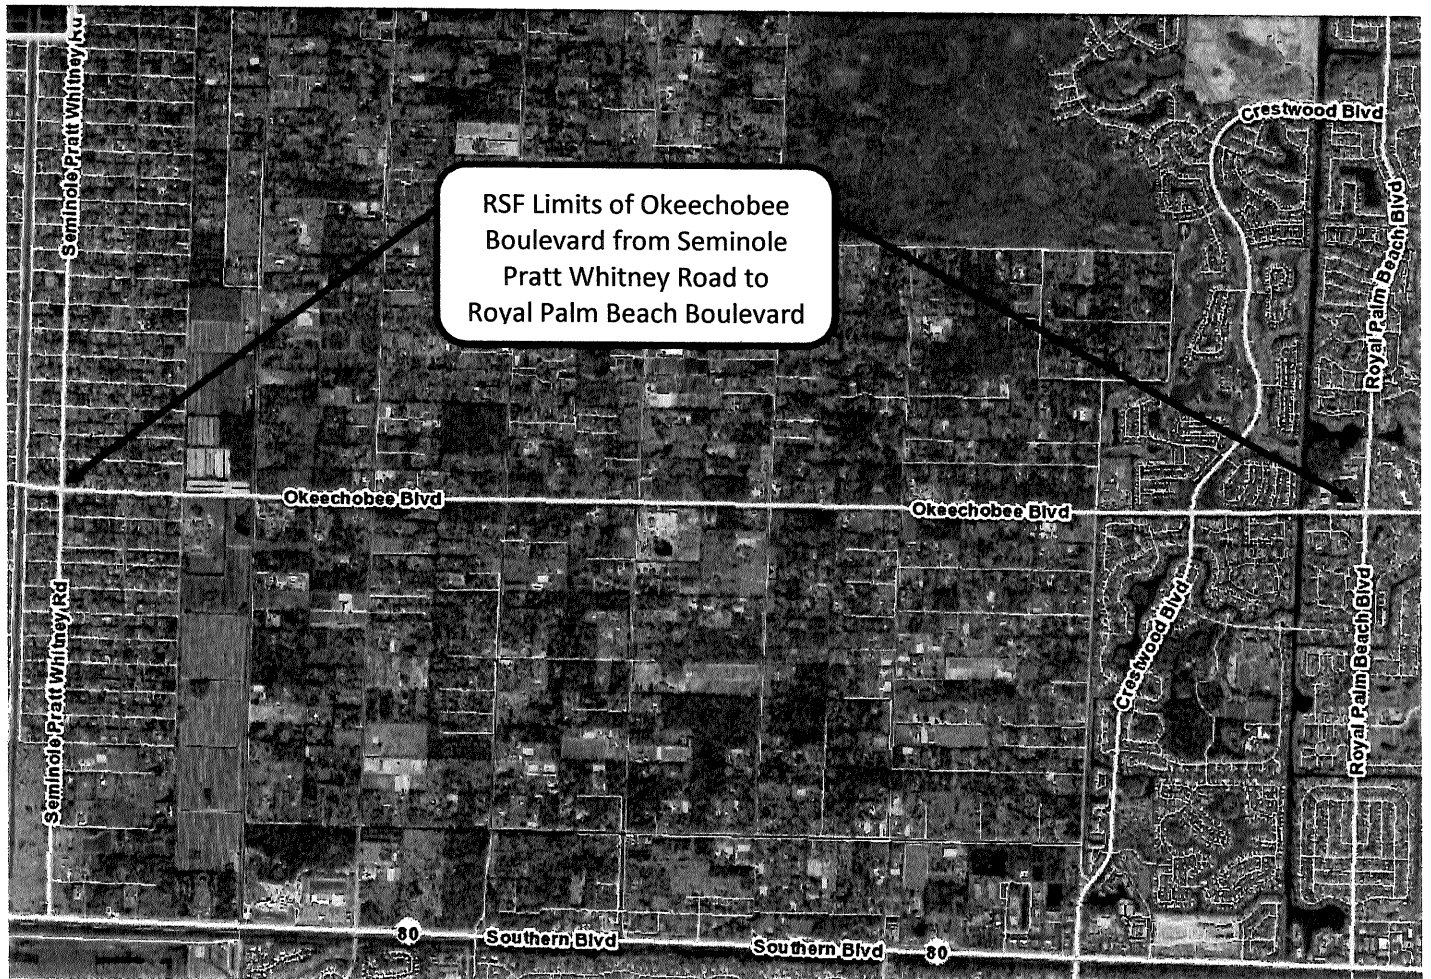 Seminole Pratt Whitney Rd
Crestwood Blvd
RSF Limits of Okeechobee
Boulevard from Seminole
Pratt Whitney Road to
Royal Palm Beach Boulevard
Royal Palm Beach Blvd
Okeechobee Blvd
Okeechobee Blvd
Seminole Pratt Whitney Rd
Crestwood Blvd
Royal Palm Beach Blvd
80
Southern Blvd
Southern Blvd
80